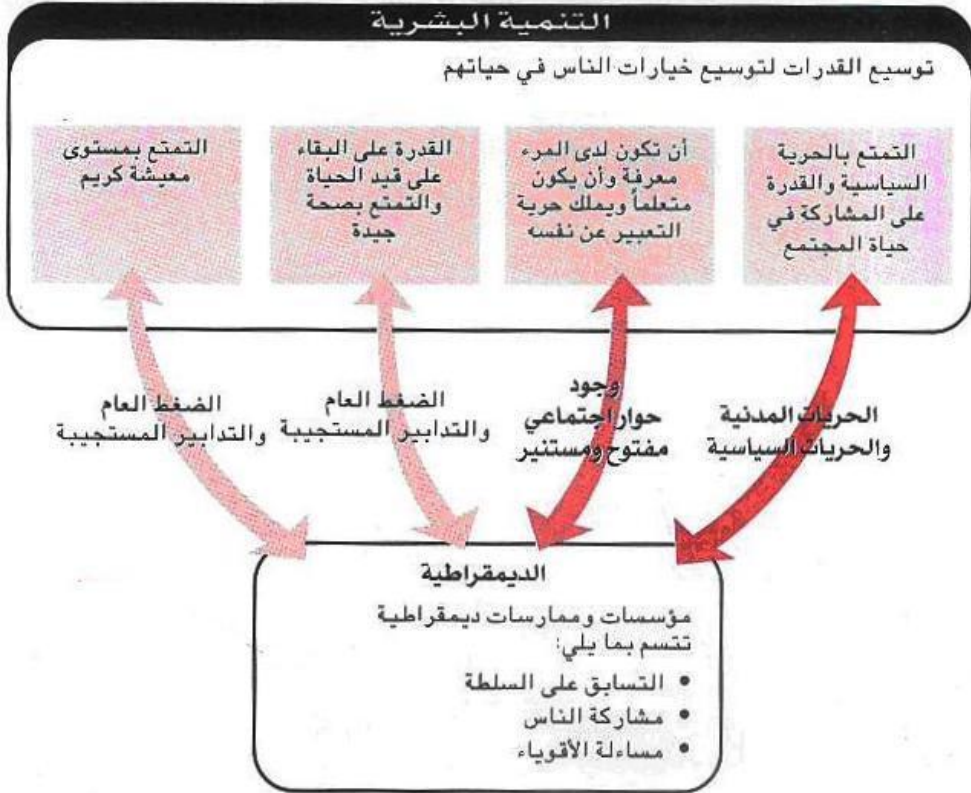 التنمية البشرية
توسيع القدرات لتوسيع خيارات الناس في حياتهم
التمتع بالحرية
السياسية والقدرة
على المشاركة في
حياة المجتمع
أن تكون لدى المرء
معرفة وأن يكون
متعلماً ويملك حرية
التعبير عن نفسه
القدرة على البقاء
على قيد الحياة
والتمتع بصحة
جيدة
التمتع بمستوى
معيشة كريم
الحريات المدنية
والحريات السياسية
وجود
حوار اجتماعي
مفتوح ومستنير
الضغط العام
والتدابير المستجيبة
الضغط العام
والتدابير المستجيبة
الديمقراطية
مؤسسات وممارسات ديمقراطية
تتسم بما يلي:
• التسابق على السلطة
• مشاركة الناس
• مساءلة الأقوياء